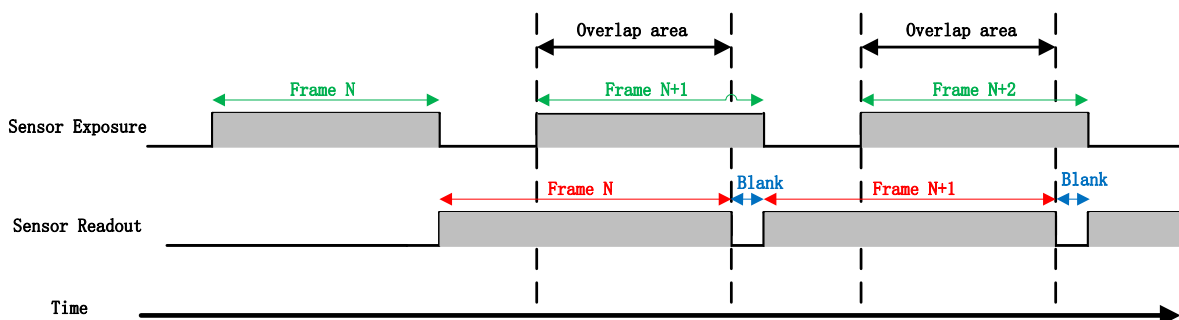 Overlap area
Overlap area
Frame N
Frame N+1
Frame N+2
Sensor Exposure
Frame N
Blank
Frame N+1
Blank
Sensor Readout
Time